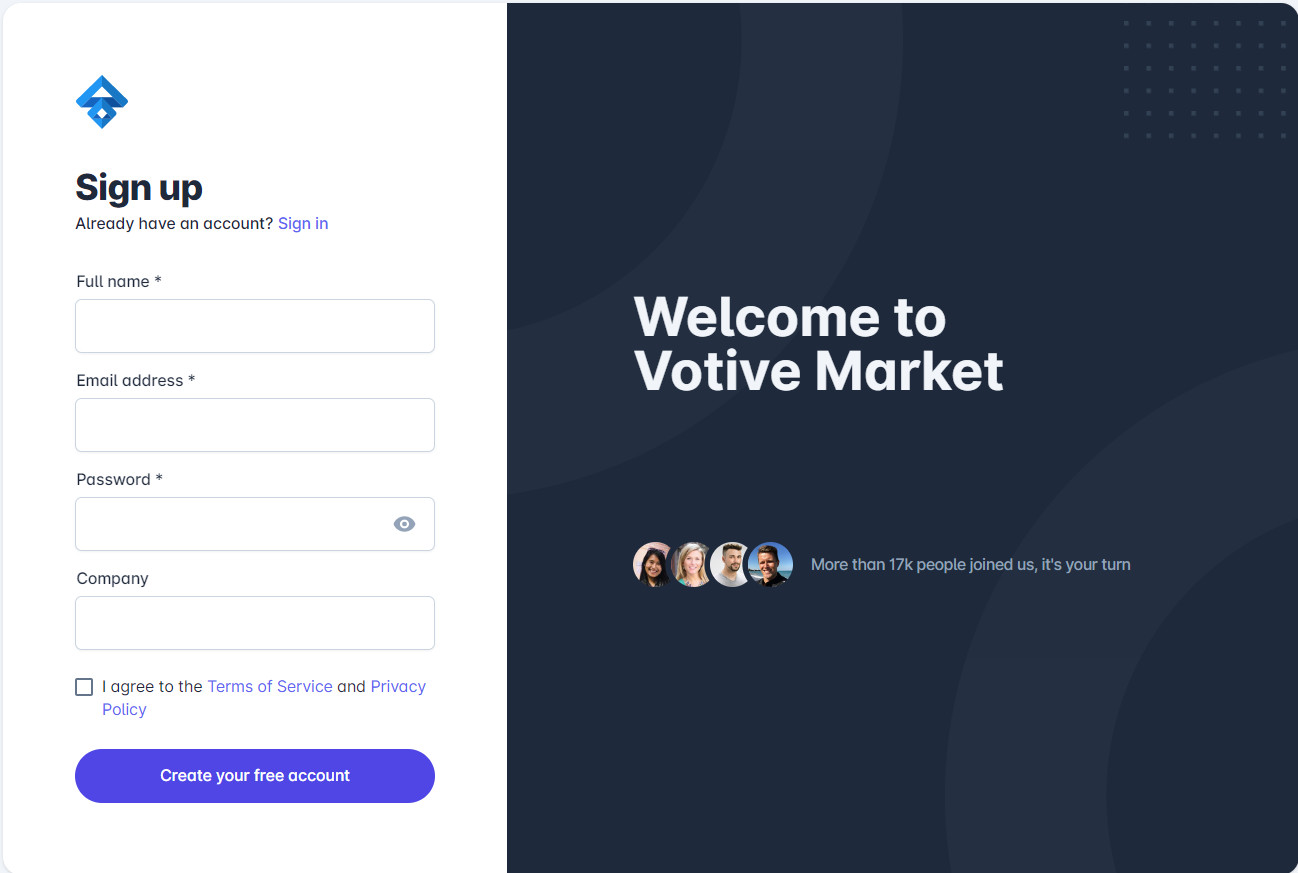 Sign up
Already have an account? Sign in
Full name *
Email address *
Password *
Company
I agree to the Terms of Service and Privacy
Policy
Create your free account
Welcome to
Votive Market
More than 17k people joined us, it's your turn